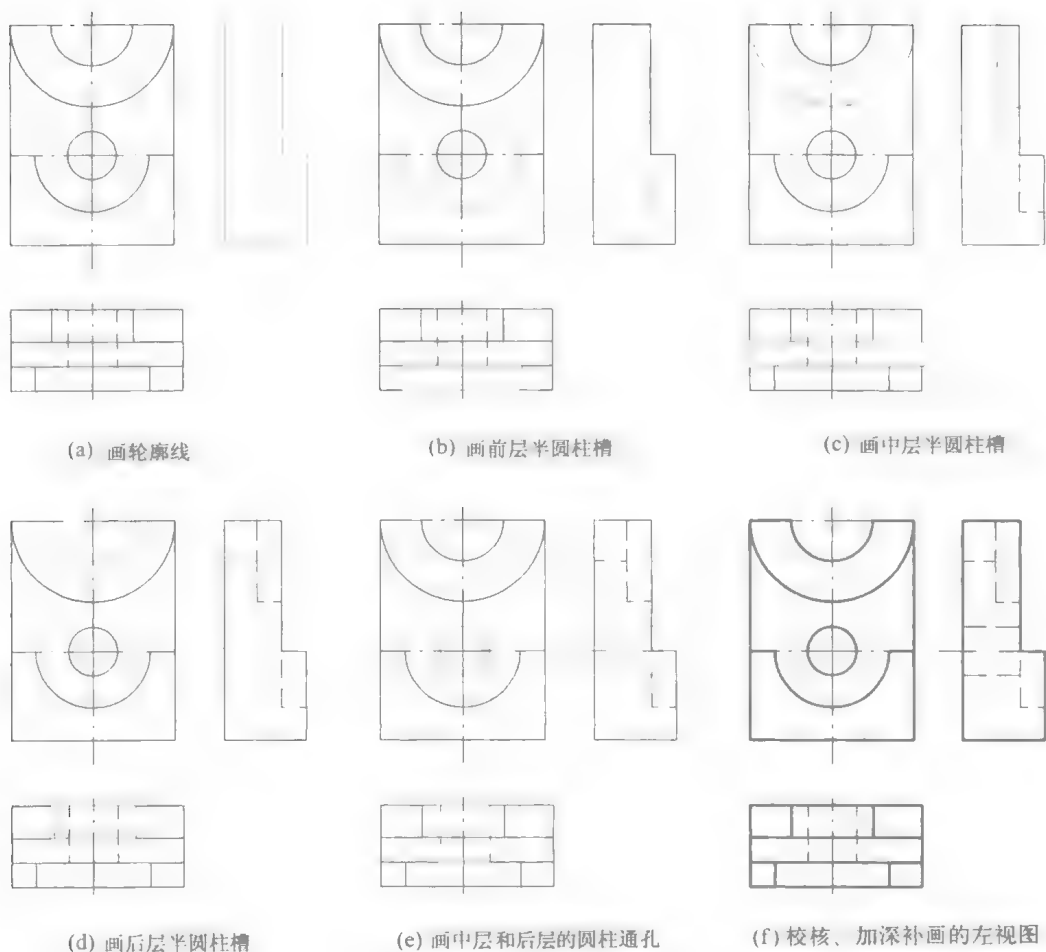 (a) 画轮廓线
(b) 画前层半圆柱槽
(c) 画中层半圆柱槽
(d) 画后层半圆柱槽
(e) 画中层和后层的圆柱通孔
(f) 校核、加深补画的左视图